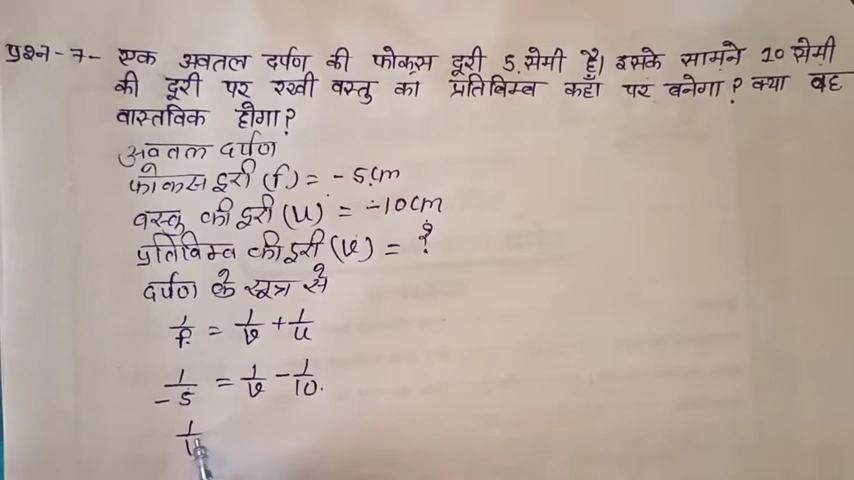 प्रश्न-7- एक अवतल दर्पण की फोकस दूरी 5 सेमी है। इसके सामने 10 सेमी
की दूरी पर रखी वस्तु का प्रतिबिम्ब कहाँ पर बनेगा? क्या वह
वास्तविक होगा?
अवतल दर्पण
फोकस दूरी (f) = -5cm
वस्तु की दूरी (u) = -10cm
प्रतिविम्ब की दूरी (v) = ?
दर्पण के सूत्र से
1/f = 1/v + 1/u
1/-5 = 1/v - 1/10.